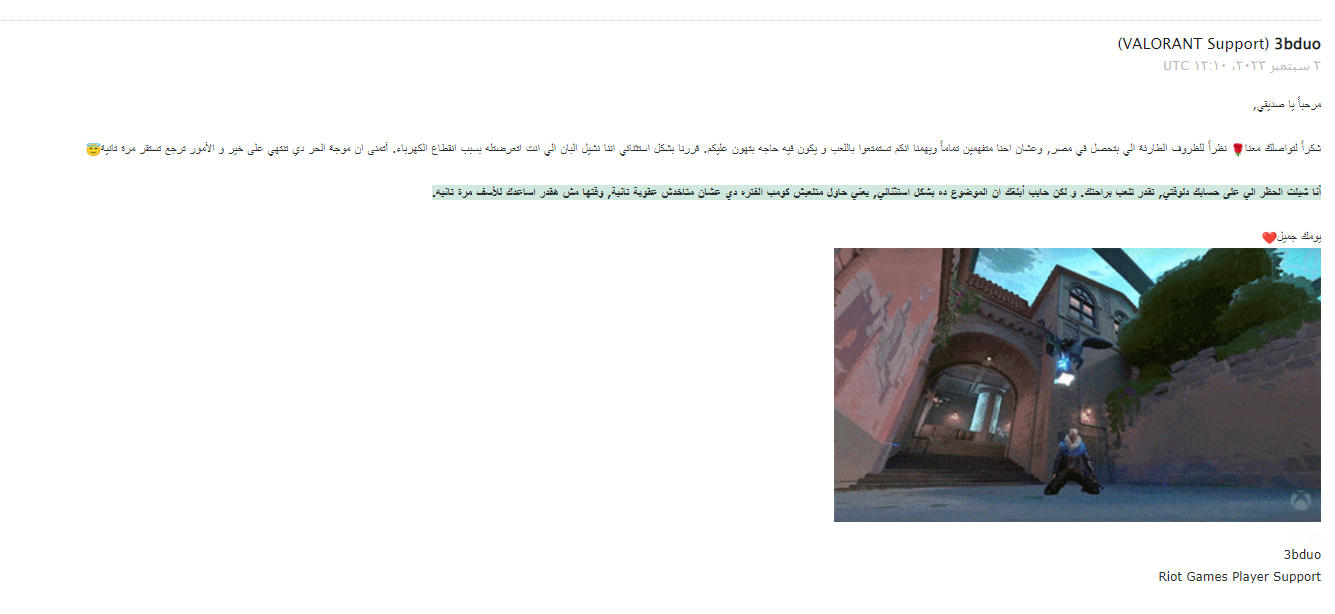 3bduo (VALORANT Support)
٢ سبتمبر ٢٠٢٣، ١٢:١٠ UTC
مرحباً يا صديقي,
شكراً لتواصلك معنا🌹 نظراً للظروف الطارئة الي بتحصل في مصر, وعشان احنا متفهمين تماماً ويهمنا انكم تستمتعوا باللعب و يكون فيه حاجه بتهون عليكم. قررنا بشكل استثنائي اننا نشيل البان الي انت اتعرضتله بسبب انقطاع الكهرباء. أتمنى ان موجة الحر دي تنتهي على خير و الأمور ترجع تستقر مرة تانية😇
أنا شيلت الحظر الي على حسابك دلوقتي, تقدر تلعب براحتك. و لكن حابب أبلغك ان الموضوع ده بشكل استثنائي, يعني حاول متلعبش كومب الفتره دي عشان متاخدش عقوبة تانية, وقتها مش هقدر اساعدك للأسف مرة تانيه.
يومك جميل❤️
3bduo
Riot Games Player Support